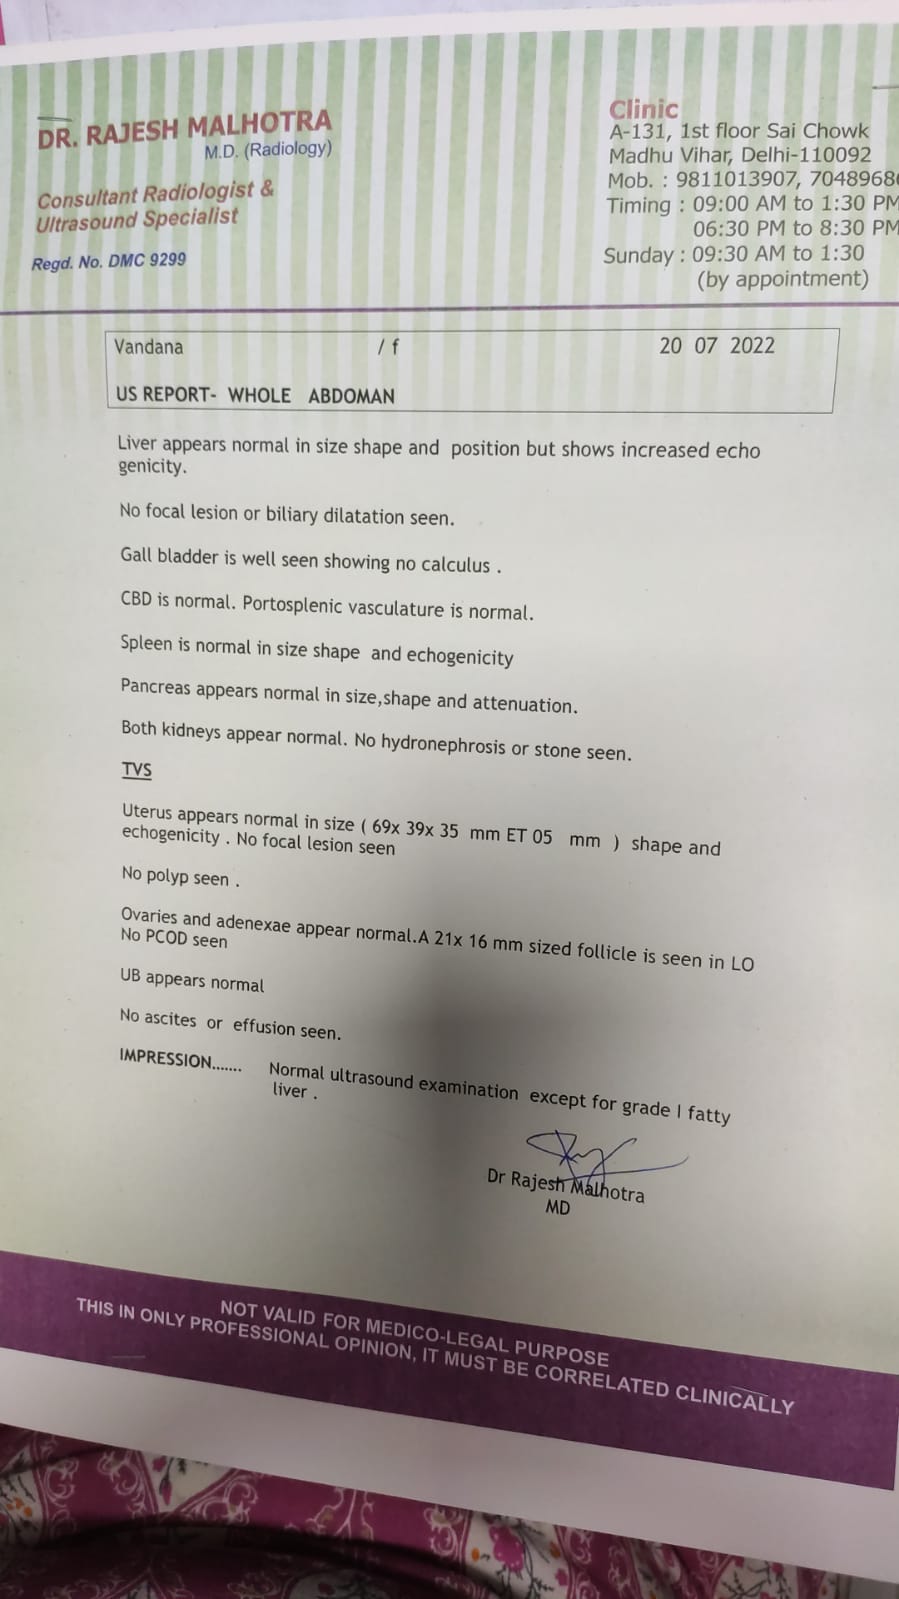 DR. RAJESH MALHOTRA
M.D. (Radiology)
Consultant Radiologist &
Ultrasound Specialist
Regd. No. DMC 9299
Clinic
A-131, 1st floor Sai Chowk
Madhu Vihar, Delhi-110092
Mob. : 9811013907, 7048968
Timing : 09:00 AM to 1:30 PM
06:30 PM to 8:30 PM
Sunday : 09:30 AM to 1:30
(by appointment)
Vandana / f 20 07 2022
US REPORT- WHOLE ABDOMAN
Liver appears normal in size shape and position but shows increased echo
genicity.
No focal lesion or biliary dilatation seen.
Gall bladder is well seen showing no calculus .
CBD is normal. Portosplenic vasculature is normal.
Spleen is normal in size shape and echogenicity
Pancreas appears normal in size,shape and attenuation.
Both kidneys appear normal. No hydronephrosis or stone seen.
TVS
Uterus appears normal in size ( 69x 39x 35 mm ET 05 mm ) shape and
echogenicity . No focal lesion seen
No polyp seen .
Ovaries and adenexae appear normal.A 21x 16 mm sized follicle is seen in LO
No PCOD seen
UB appears normal
No ascites or effusion seen.
IMPRESSION....... Normal ultrasound examination except for grade I fatty
liver .
Dr Rajesh Malhotra
MD
NOT VALID FOR MEDICO-LEGAL PURPOSE
THIS IN ONLY PROFESSIONAL OPINION, IT MUST BE CORRELATED CLINICALLY